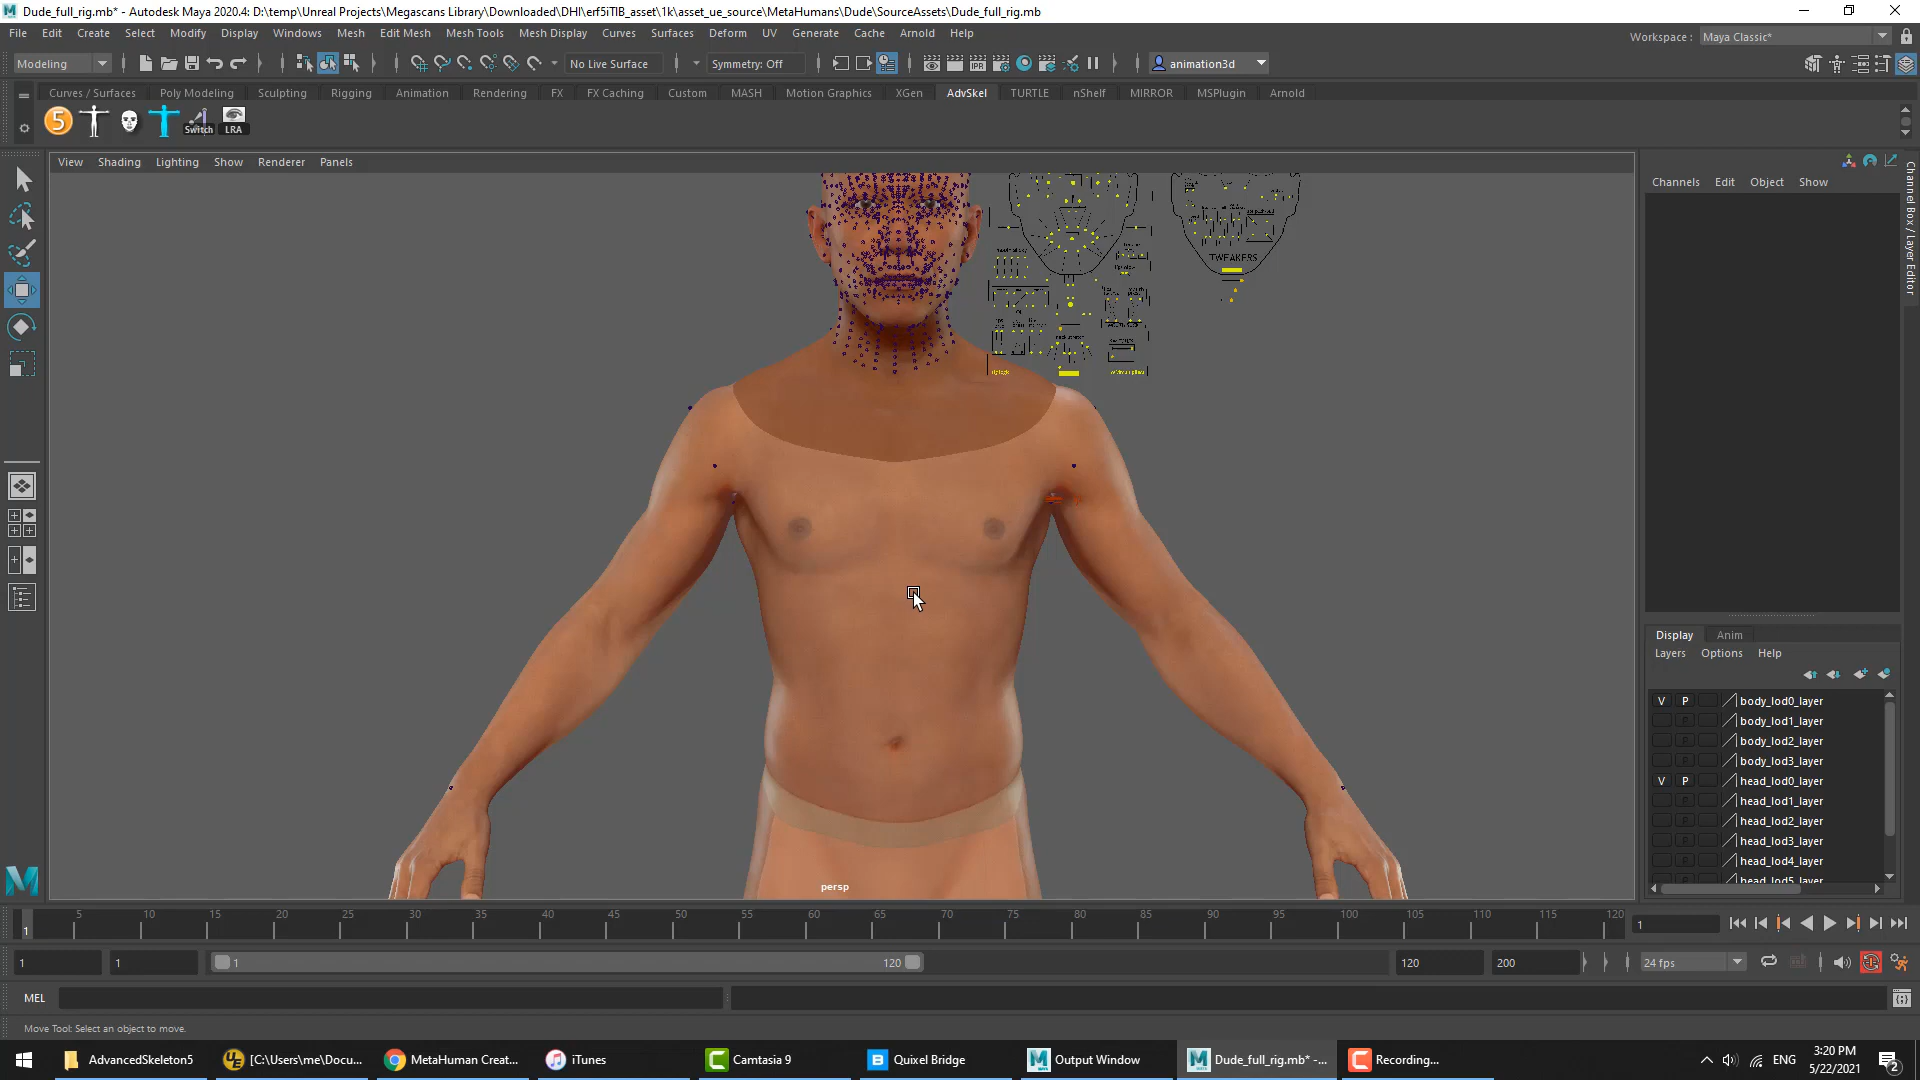 Dude_full_rig.mb* - Autodesk Maya 2020.4: D:\temp\Unreal Projects\Megascans Library\Downloaded\DHI\erf5iTIB_asset\1k\asset_ue_source\MetaHumans\Dude\SourceAssets\Dude_full_rig.mb
File Edit Create Select Modify Display Windows Mesh Edit Mesh Mesh Tools Mesh Display Curves Surfaces Deform UV Generate Cache Arnold Help
Workspace : Maya Classic*
Modeling No Live Surface Symmetry: Off animation3d
Curves / Surfaces Poly Modeling Sculpting Rigging Animation Rendering FX FX Caching Custom MASH Motion Graphics XGen AdvSkel TURTLE nShelf MIRROR MSPlugin Arnold
5 Switch LRA
View Shading Lighting Show Renderer Panels
Channels Edit Object Show
Channel Box / Layer Editor
TWEAKERS
persp
Display Anim
Layers Options Help
V P body_lod0_layer
P body_lod1_layer
P body_lod2_layer
P body_lod3_layer
V P head_lod0_layer
P head_lod1_layer
P head_lod2_layer
P head_lod3_layer
P head_lod4_layer
head_lod5_layer
5 10 15 20 25 30 35 40 45 50 55 60 65 70 75 80 85 90 95 100 105 110 115 120
1 1
1 1 1 120 120 200 24 fps
MEL
Move Tool: Select an object to move.
AdvancedSkeleton5 [C:\Users\me\Docu... MetaHuman Creat... iTunes Camtasia 9 Quixel Bridge Output Window Dude_full_rig.mb* -... Recording... ENG 3:20 PM
5/22/2021 2